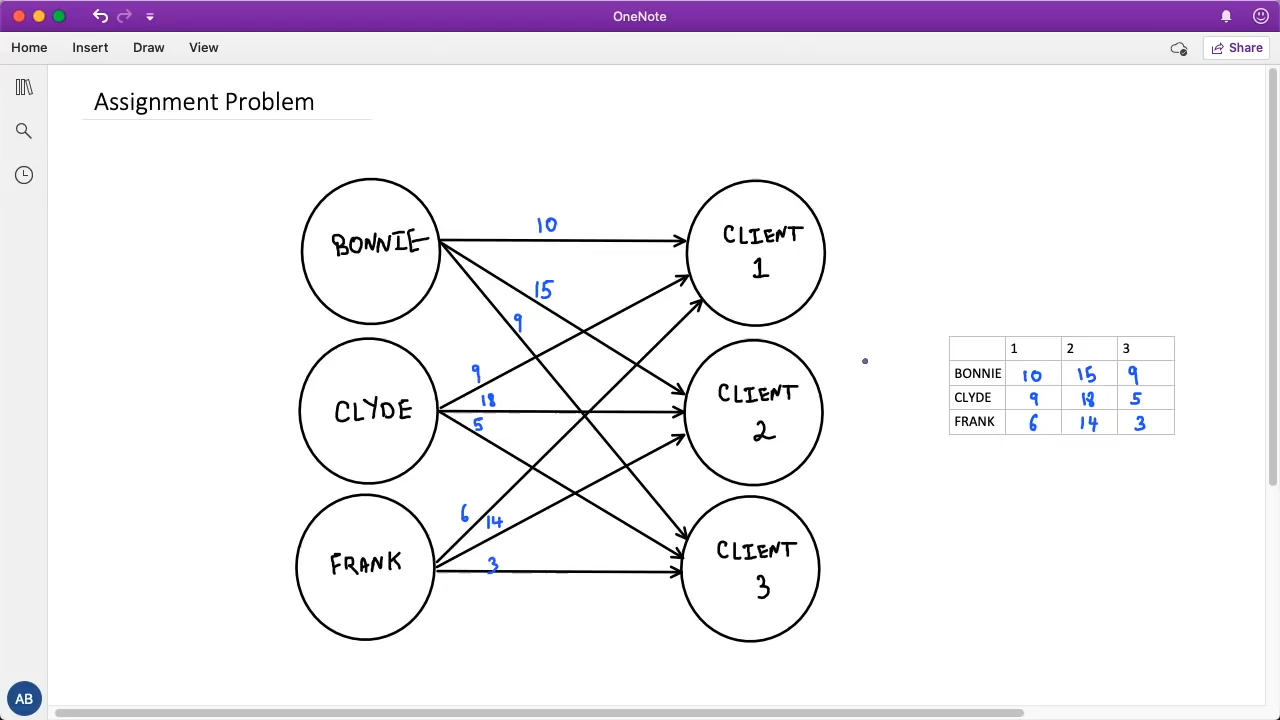 OneNote
Home Insert Draw View
Share
Assignment Problem
BONNIE
CLYDE
FRANK
10
15
9
9
18
5
6
14
3
CLIENT
1
CLIENT
2
CLIENT
3
1 2 3
BONNIE 10 15 9
CLYDE 9 18 5
FRANK 6 14 3
AB